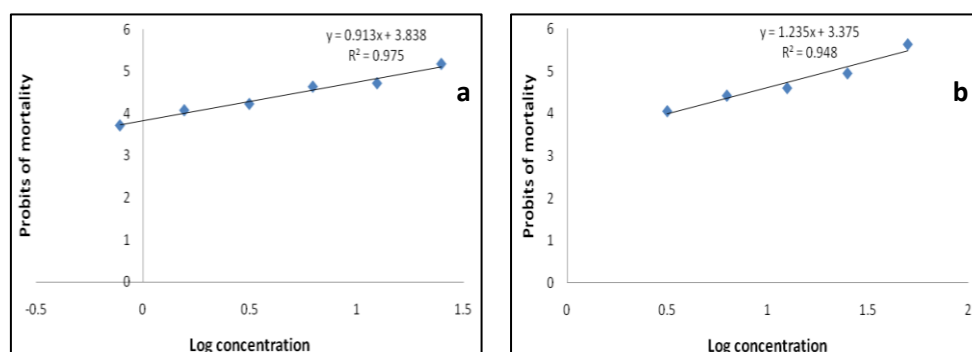 y = 0.913x + 3.838
R² = 0.975
a
Probits of mortality
6
5
4
3
2
1
0
-0.5 0 0.5 1 1.5
Log concentration
y = 1.235x + 3.375
R² = 0.948
b
Probits of mortality
6
5
4
3
2
1
0
0 0.5 1 1.5 2
Log concentration